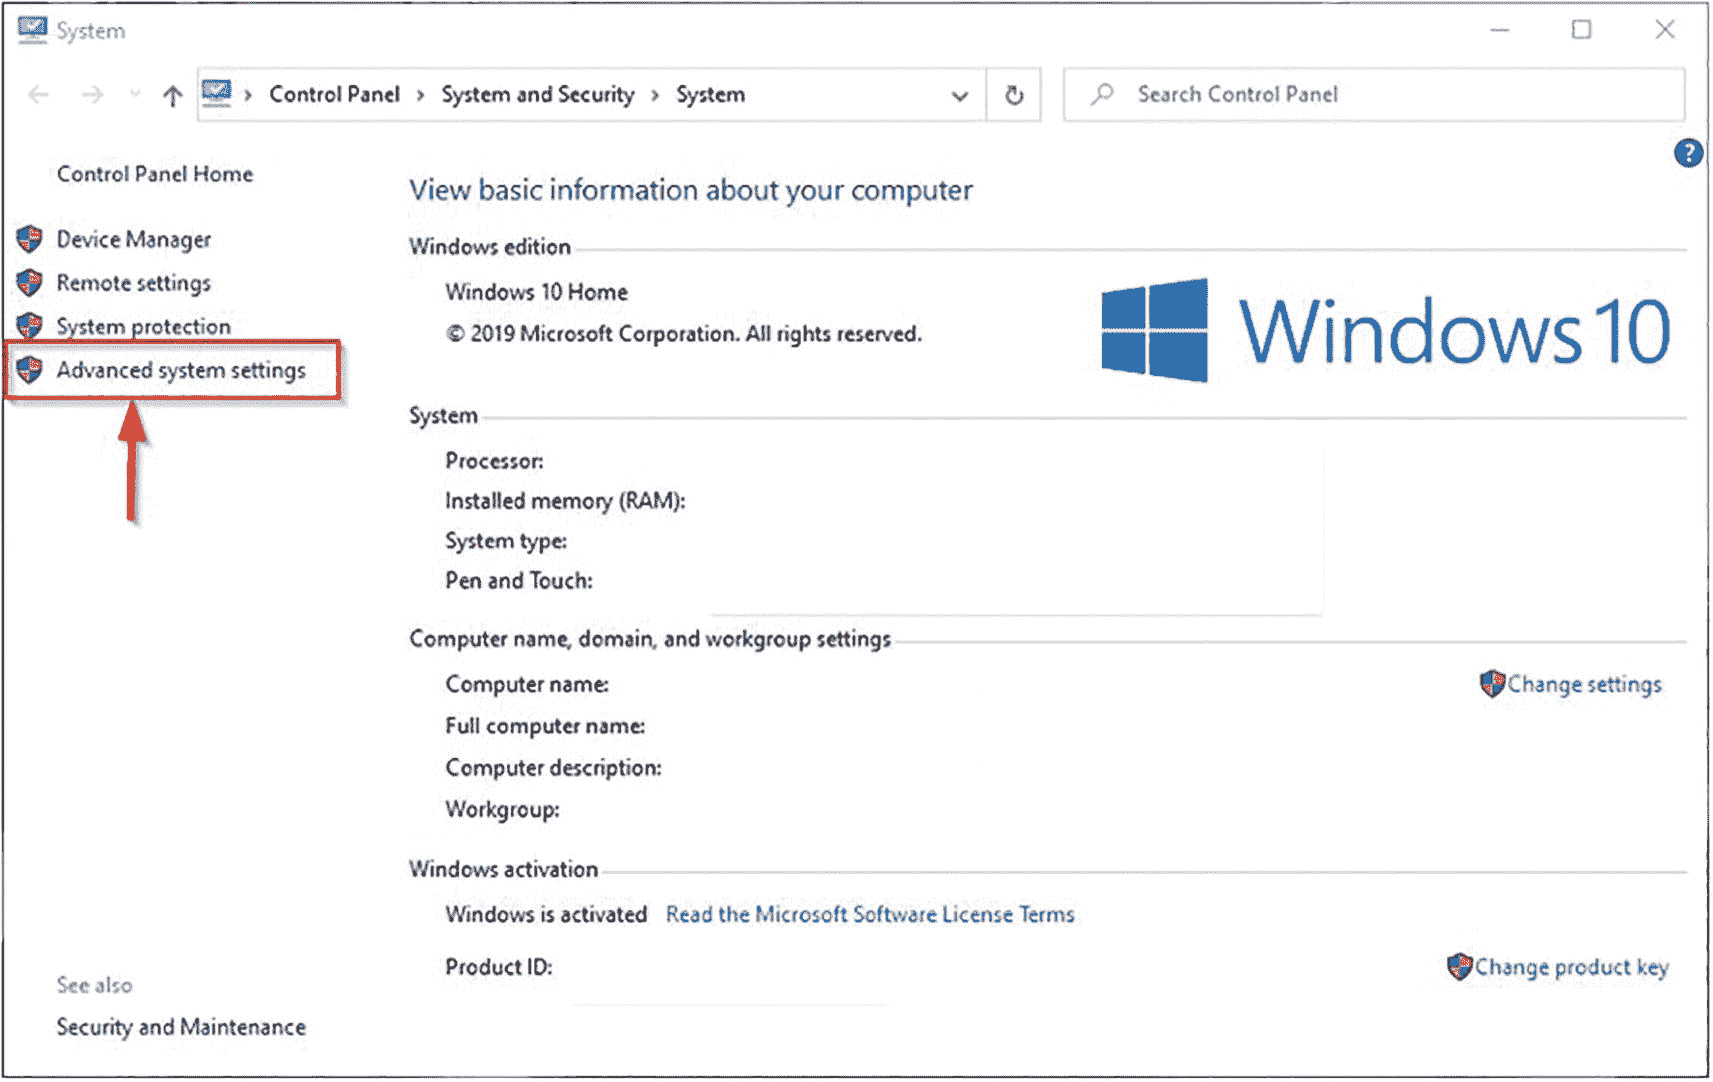 System
Control Panel › System and Security › System
Search Control Panel
?
Control Panel Home
Device Manager
Remote settings
System protection
Advanced system settings
View basic information about your computer
Windows edition
Windows 10 Home
© 2019 Microsoft Corporation. All rights reserved.
Windows 10
System
Processor:
Installed memory (RAM):
System type:
Pen and Touch:
Computer name, domain, and workgroup settings
Computer name:
Change settings
Full computer name:
Computer description:
Workgroup:
Windows activation
Windows is activated Read the Microsoft Software License Terms
Product ID:
Change product key
See also
Security and Maintenance